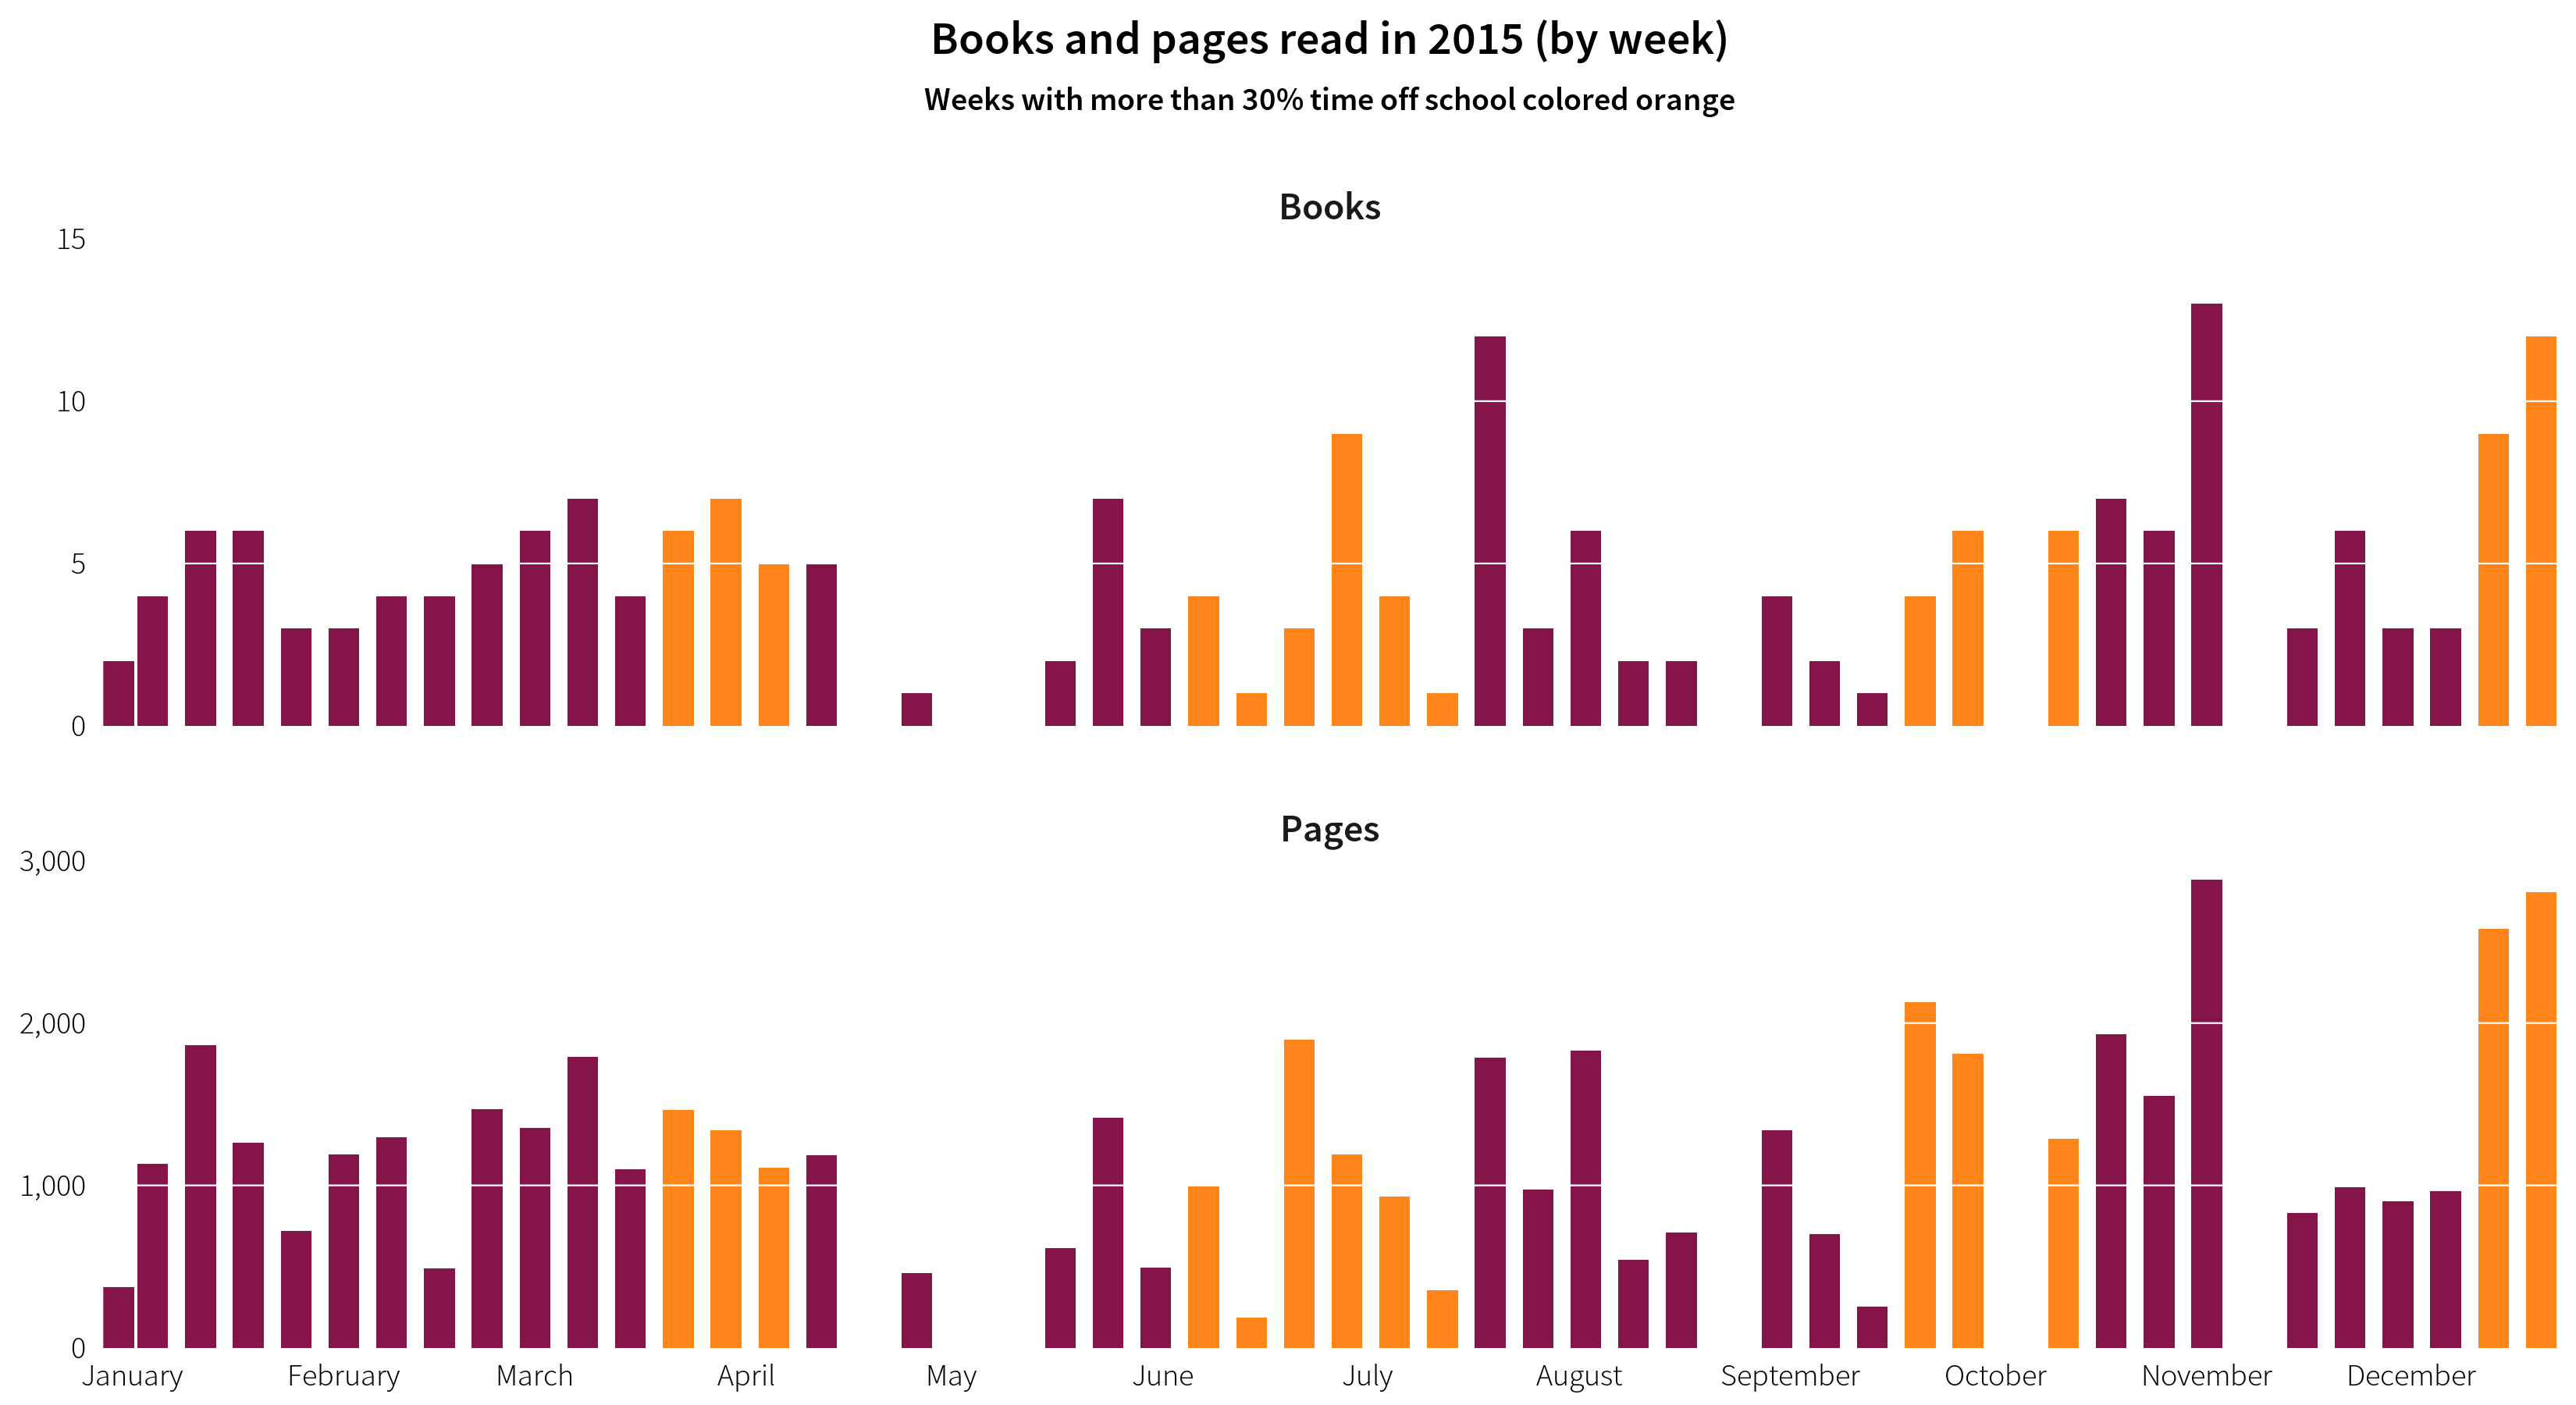 Books and pages read in 2015 (by week)
Weeks with more than 30% time off school colored orange
Books
15
10
5
0
Pages
3,000
2,000
1,000
0
January February March April May June July August September October November December